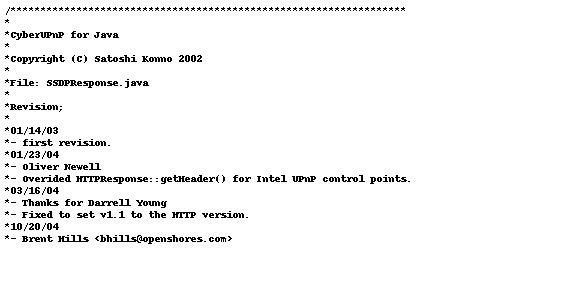 /******************************************************************
*
*CyberUPnP for Java
*
*Copyright (C) Satoshi Konno 2002
*
*File: SSDPResponse.java
*
*Revision;
*
*01/14/03
*- first revision.
*01/23/04
*- Oliver Newell
*- Overided HTTPResponse::getHeader() for Intel UPnP control points.
*03/16/04
*- Thanks for Darrell Young
*- Fixed to set v1.1 to the HTTP version.
*10/20/04
*- Brent Hills <bhills@openshores.com>